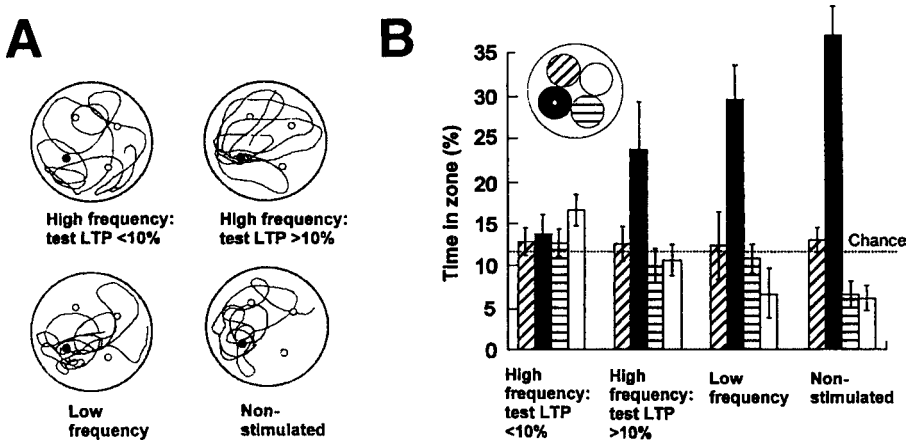 A
High frequency:
test LTP <10%
High frequency:
test LTP >10%
Low
frequency
Non-
stimulated
B
Time in zone (%)
35
30
25
20
15
10
5
0
Chance
High
frequency:
test LTP
<10%
High
frequency:
test LTP
>10%
Low
frequency
Non-
stimulated